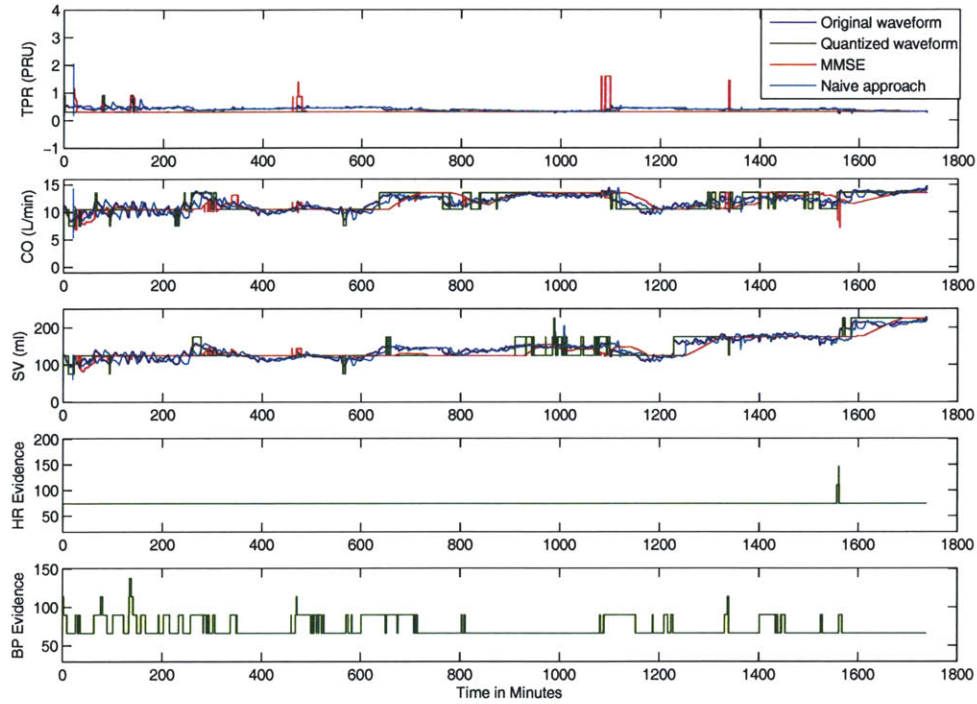 Original waveform
Quantized waveform
MMSE
Naive approach
TPR (PRU)
4
3
2
1
0
-1
0 200 400 600 800 1000 1200 1400 1600 1800
CO (L/min)
15
10
5
0
0 200 400 600 800 1000 1200 1400 1600 1800
SV (ml)
200
100
0
0 200 400 600 800 1000 1200 1400 1600 1800
HR Evidence
200
150
100
50
0 200 400 600 800 1000 1200 1400 1600 1800
BP Evidence
150
100
50
0 200 400 600 800 1000 1200 1400 1600 1800
Time in Minutes